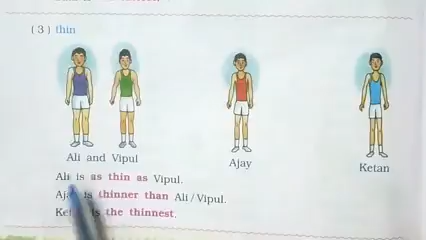 ( 3 ) thin
Ali and Vipul
Ajay
Ketan
Ali is as thin as Vipul.
is thinner than Ali / Vipul.
is the thinnest.